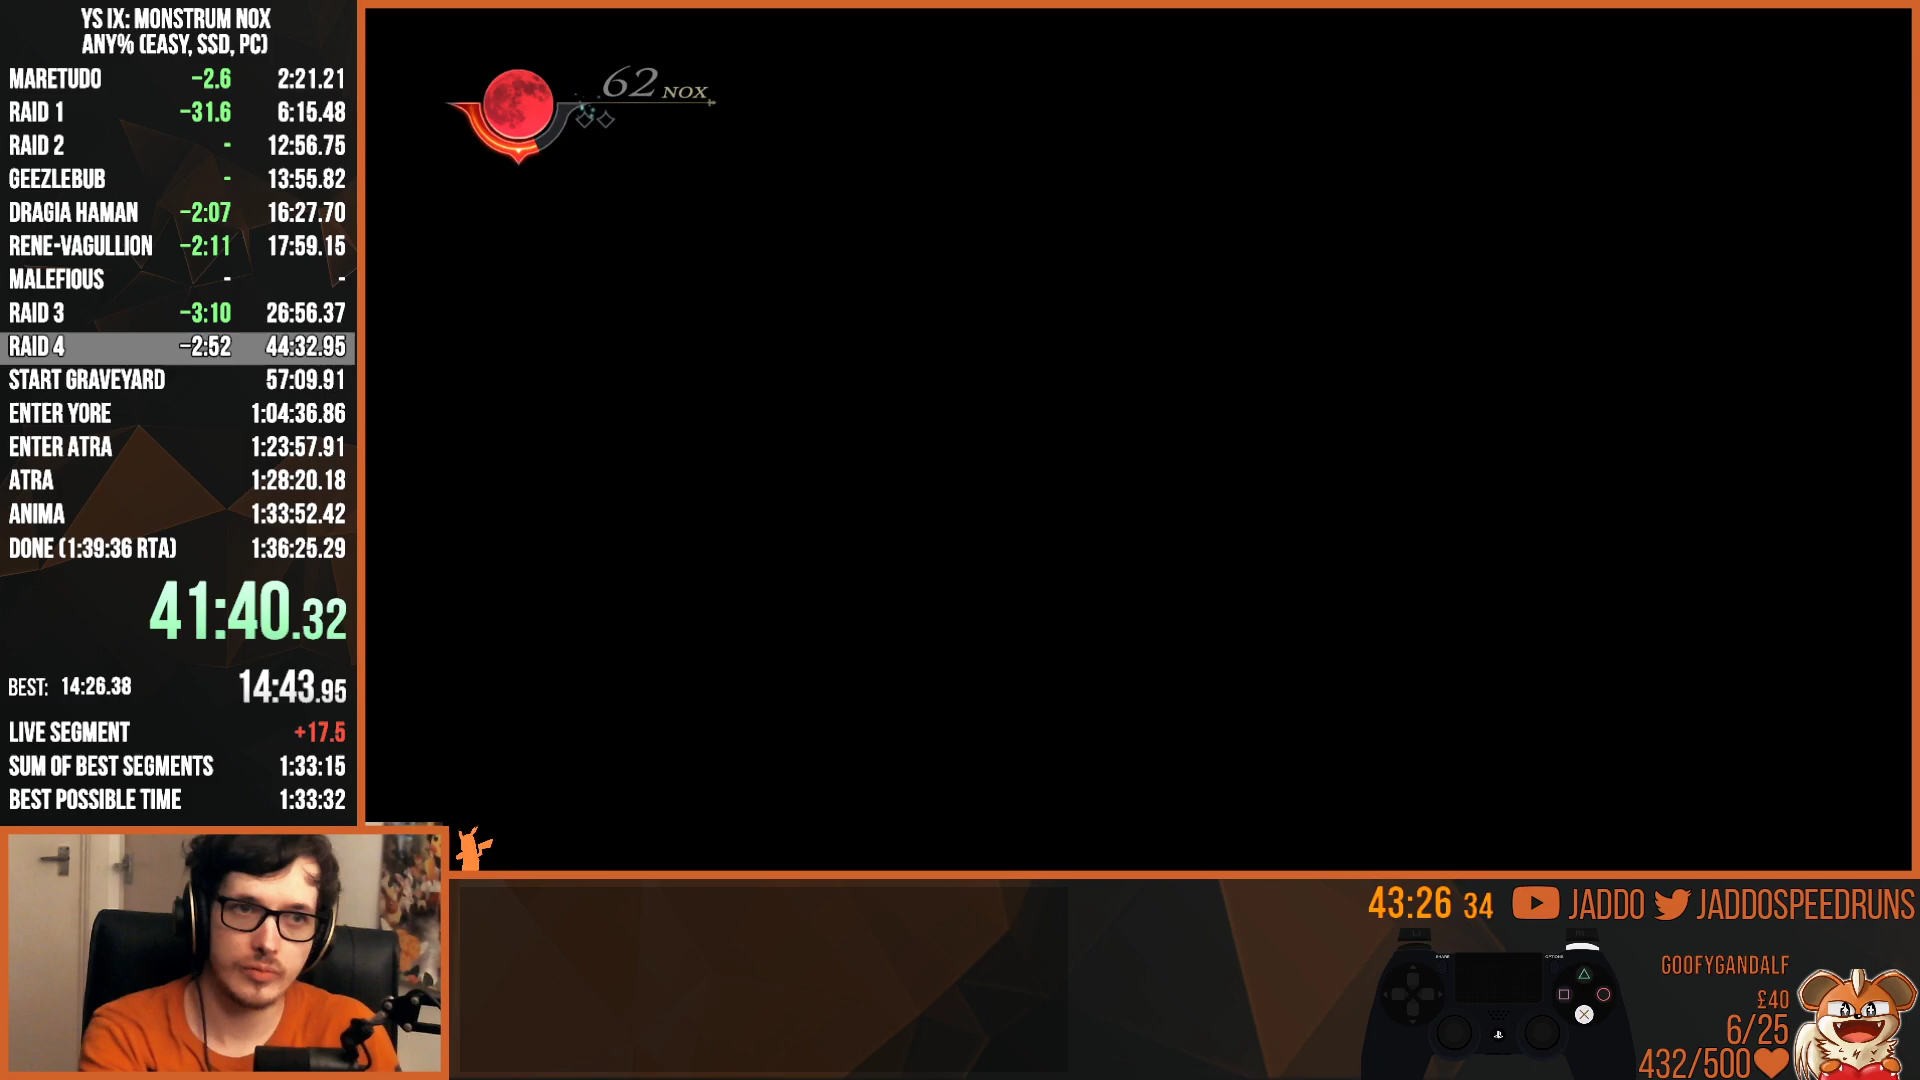 YS IX: MONSTRUM NOX
ANY% (EASY, SSD, PC)
MARETUDO -2.6 2:21.21
RAID 1 -31.6 6:15.48
RAID 2 - 12:56.75
GEEZLEBUB - 13:55.82
DRAGIA HAMAN -2:07 16:27.70
RENE-VAGULLION -2:11 17:59.15
MALEFIOUS - -
RAID 3 -3:10 26:56.37
RAID 4 -2:52 44:32.95
START GRAVEYARD 57:09.91
ENTER YORE 1:04:36.86
ENTER ATRA 1:23:57.91
ATRA 1:28:20.18
ANIMA 1:33:52.42
DONE (1:39:36 RTA) 1:36:25.29
41:40.32
BEST: 14:26.38 14:43.95
LIVE SEGMENT +17.5
SUM OF BEST SEGMENTS 1:33:15
BEST POSSIBLE TIME 1:33:32
62 NOX
43:26 34
JADDO
JADDOSPEEDRUNS
SHARE
OPTIONS
GOOFYGANDALF
£40
6/25
432/500